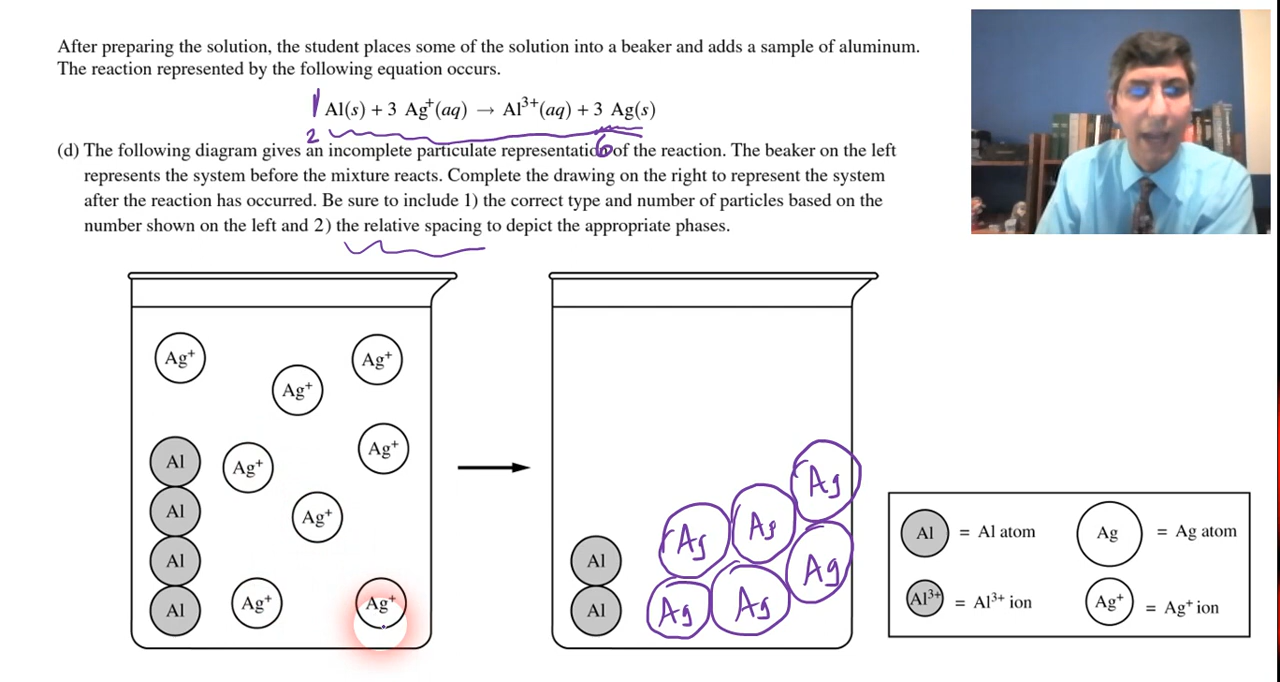 After preparing the solution, the student places some of the solution into a beaker and adds a sample of aluminum.
The reaction represented by the following equation occurs.
1 Al(s) + 3 Ag⁺(aq) → Al³⁺(aq) + 3 Ag(s)
2 6
(d) The following diagram gives an incomplete particulate representation of the reaction. The beaker on the left
represents the system before the mixture reacts. Complete the drawing on the right to represent the system
after the reaction has occurred. Be sure to include 1) the correct type and number of particles based on the
number shown on the left and 2) the relative spacing to depict the appropriate phases.
Ag⁺
Ag⁺
Ag⁺
Ag⁺
Al
Ag⁺
Al
Ag⁺
Al
Al
Ag⁺
Ag⁺
Ag
Ag
Ag
Al
Ag
Al
Ag
Ag
Al = Al atom
Ag = Ag atom
Al³⁺ = Al³⁺ ion
Ag⁺ = Ag⁺ ion